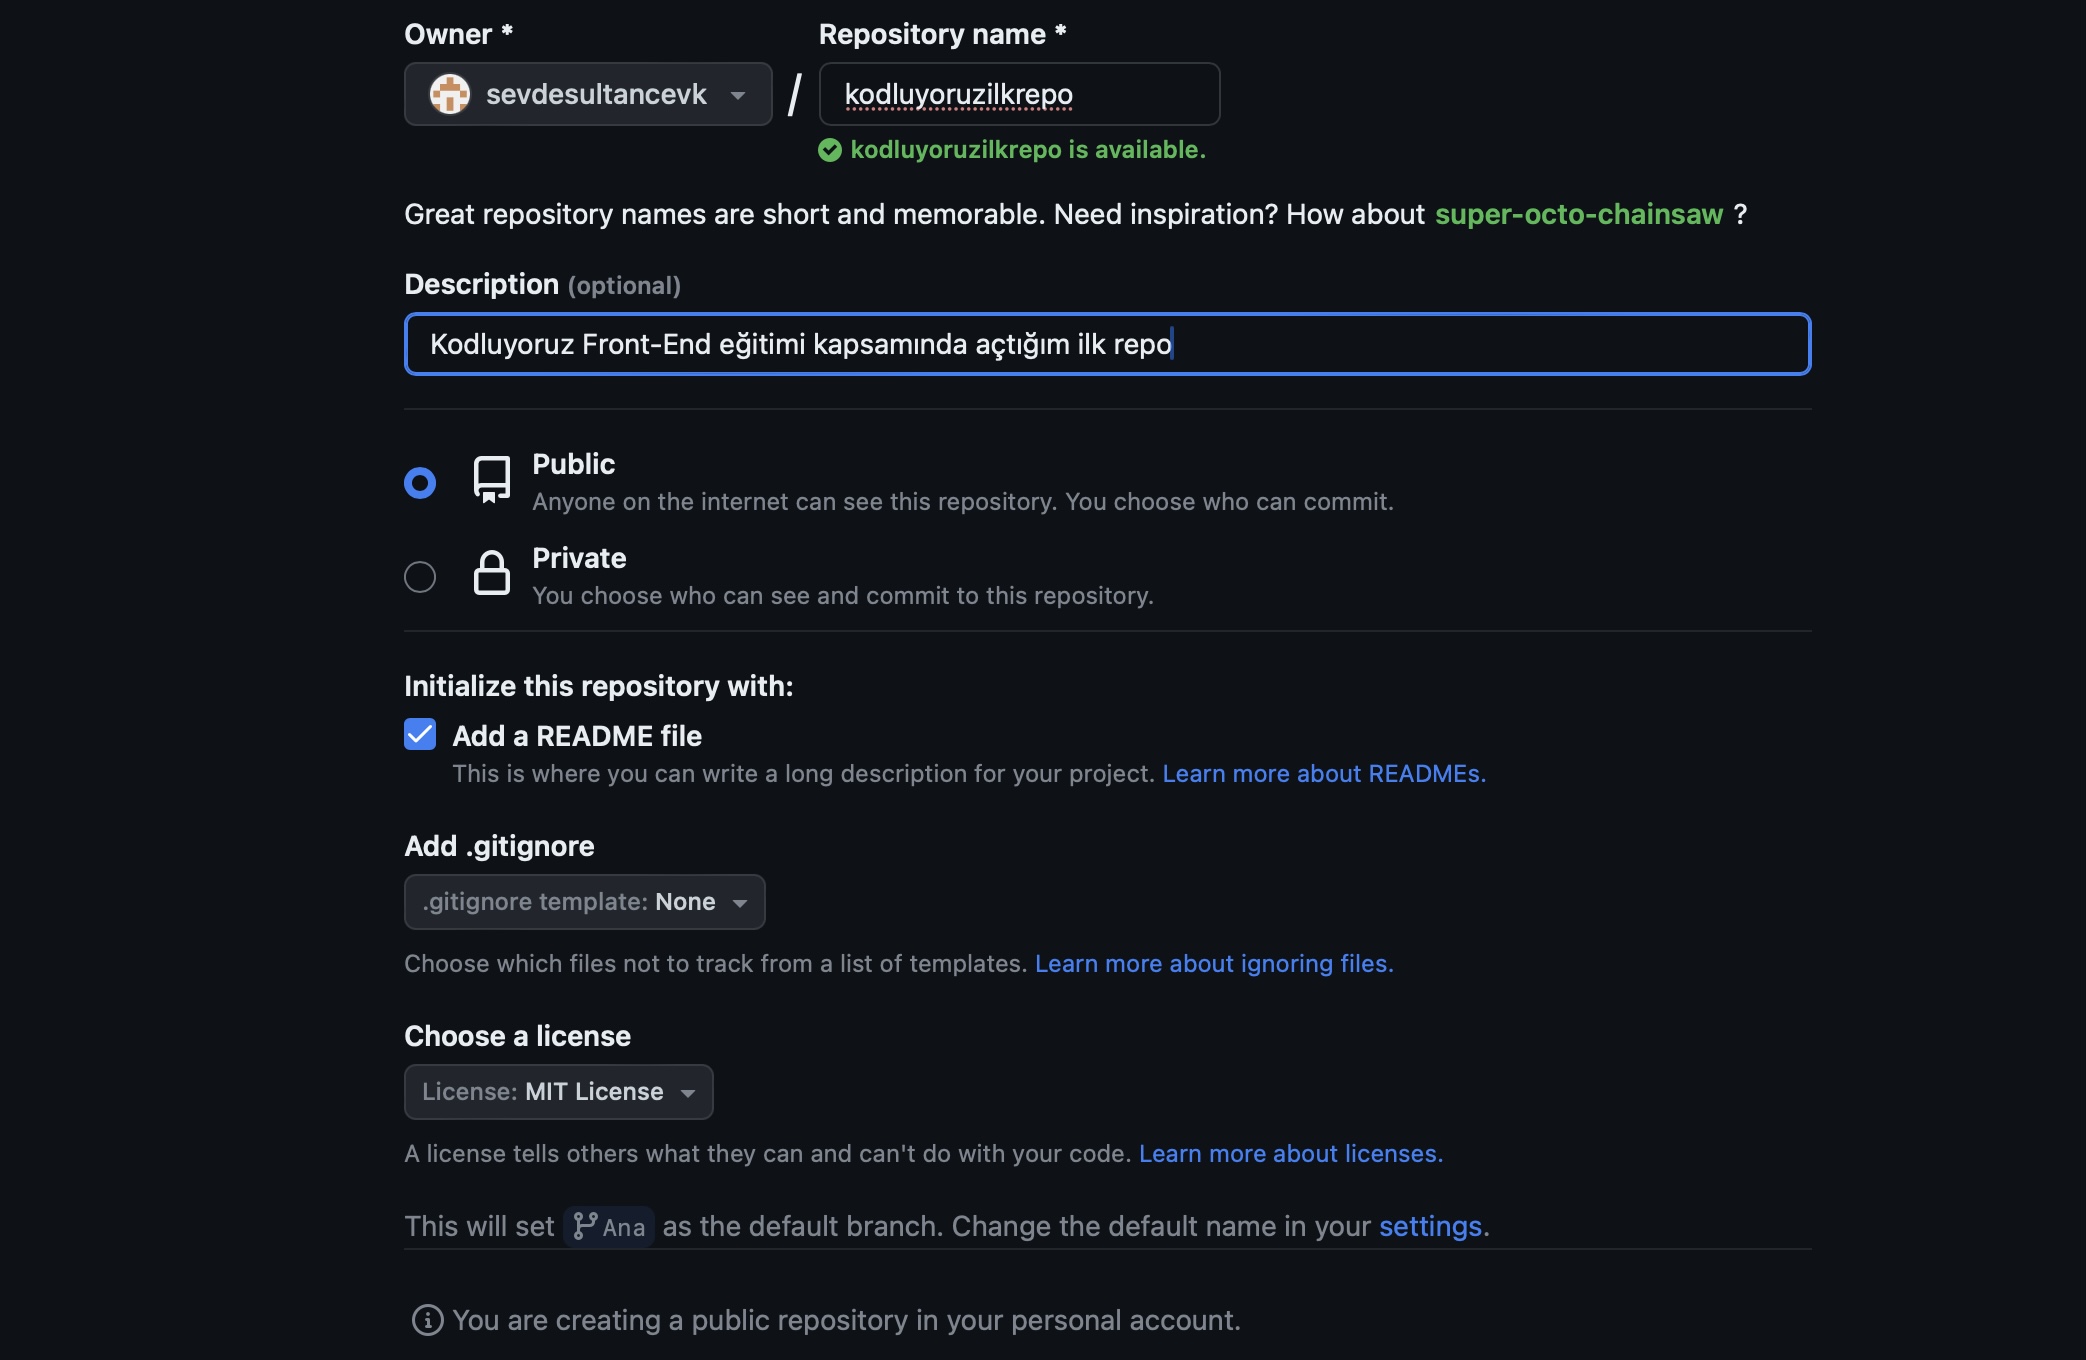 Owner * Repository name *
sevdesultancevk / kodluyoruzilkrepo
kodluyoruzilkrepo is available.
Great repository names are short and memorable. Need inspiration? How about super-octo-chainsaw ?
Description (optional)
Kodluyoruz Front-End eğitimi kapsamında açtığım ilk repo
Public
Anyone on the internet can see this repository. You choose who can commit.
Private
You choose who can see and commit to this repository.
Initialize this repository with:
Add a README file
This is where you can write a long description for your project. Learn more about READMEs.
Add .gitignore
.gitignore template: None
Choose which files not to track from a list of templates. Learn more about ignoring files.
Choose a license
License: MIT License
A license tells others what they can and can't do with your code. Learn more about licenses.
This will set Ana as the default branch. Change the default name in your settings.
You are creating a public repository in your personal account.